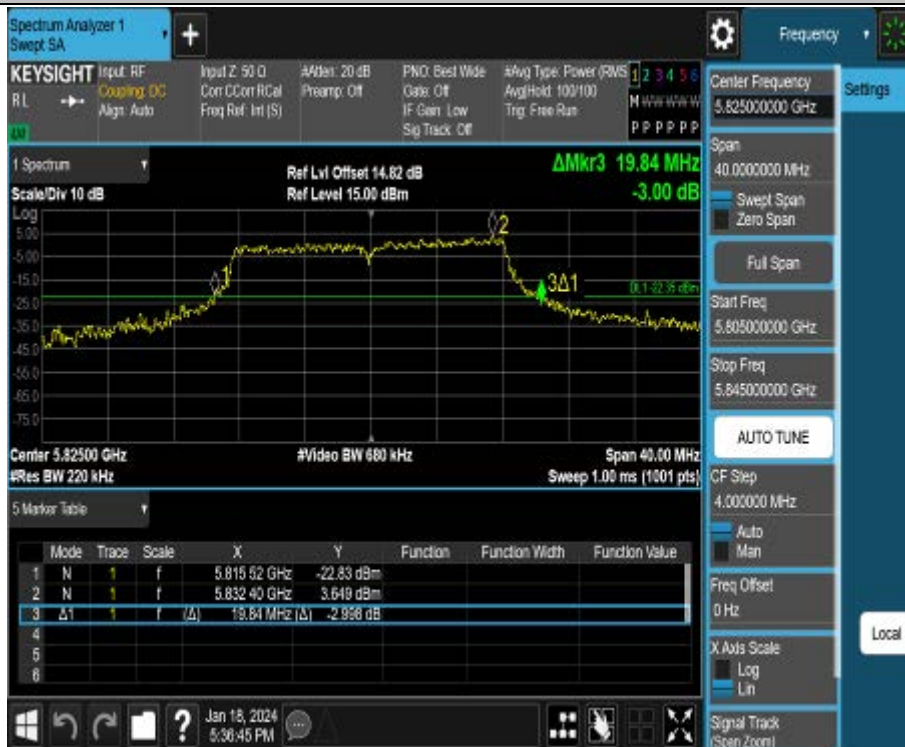 Spectrum Analyzer 1
Swept SA
+
Frequency
KEYSIGHT
RL
Input: RF
Coupling: DC
Align: Auto
Input Z: 50 Ω
Corr CCorr RCal
Freq Ref: Int (S)
#Atten: 20 dB
Preamp: Off
PNO: Best Wide
Gate: Off
IF Gain: Low
Sig Track: Off
#Avg Type: Power (RMS
Avg|Hold: 100/100
Trig: Free Run
1 2 3 4 5 6
M W W W W W
P P P P P P
Settings
Center Frequency
5.825000000 GHz
Span
40.0000000 MHz
Swept Span
Zero Span
Full Span
Start Freq
5.805000000 GHz
Stop Freq
5.845000000 GHz
AUTO TUNE
CF Step
4.000000 MHz
Auto
Man
Freq Offset
0 Hz
X Axis Scale
Log
Lin
Signal Track
(Span Zoom)
Local
1 Spectrum
Scale/Div 10 dB
Ref Lvl Offset 14.82 dB
Ref Level 15.00 dBm
ΔMkr3 19.84 MHz
-3.00 dB
Log
5.00
-5.00
-15.0
-25.0
-35.0
-45.0
-55.0
-65.0
-75.0
1
2
3Δ1
DL1 -22.35 dBm
Center 5.82500 GHz
#Video BW 680 kHz
Span 40.00 MHz
#Res BW 220 kHz
Sweep 1.00 ms (1001 pts)
5 Marker Table
Mode Trace Scale X Y Function Function Width Function Value
1 N 1 f 5.815 52 GHz -22.83 dBm
2 N 1 f 5.832 40 GHz 3.649 dBm
3 Δ1 1 f (Δ) 19.84 MHz (Δ) -2.998 dB
4
5
6
?
Jan 18, 2024
5:36:45 PM